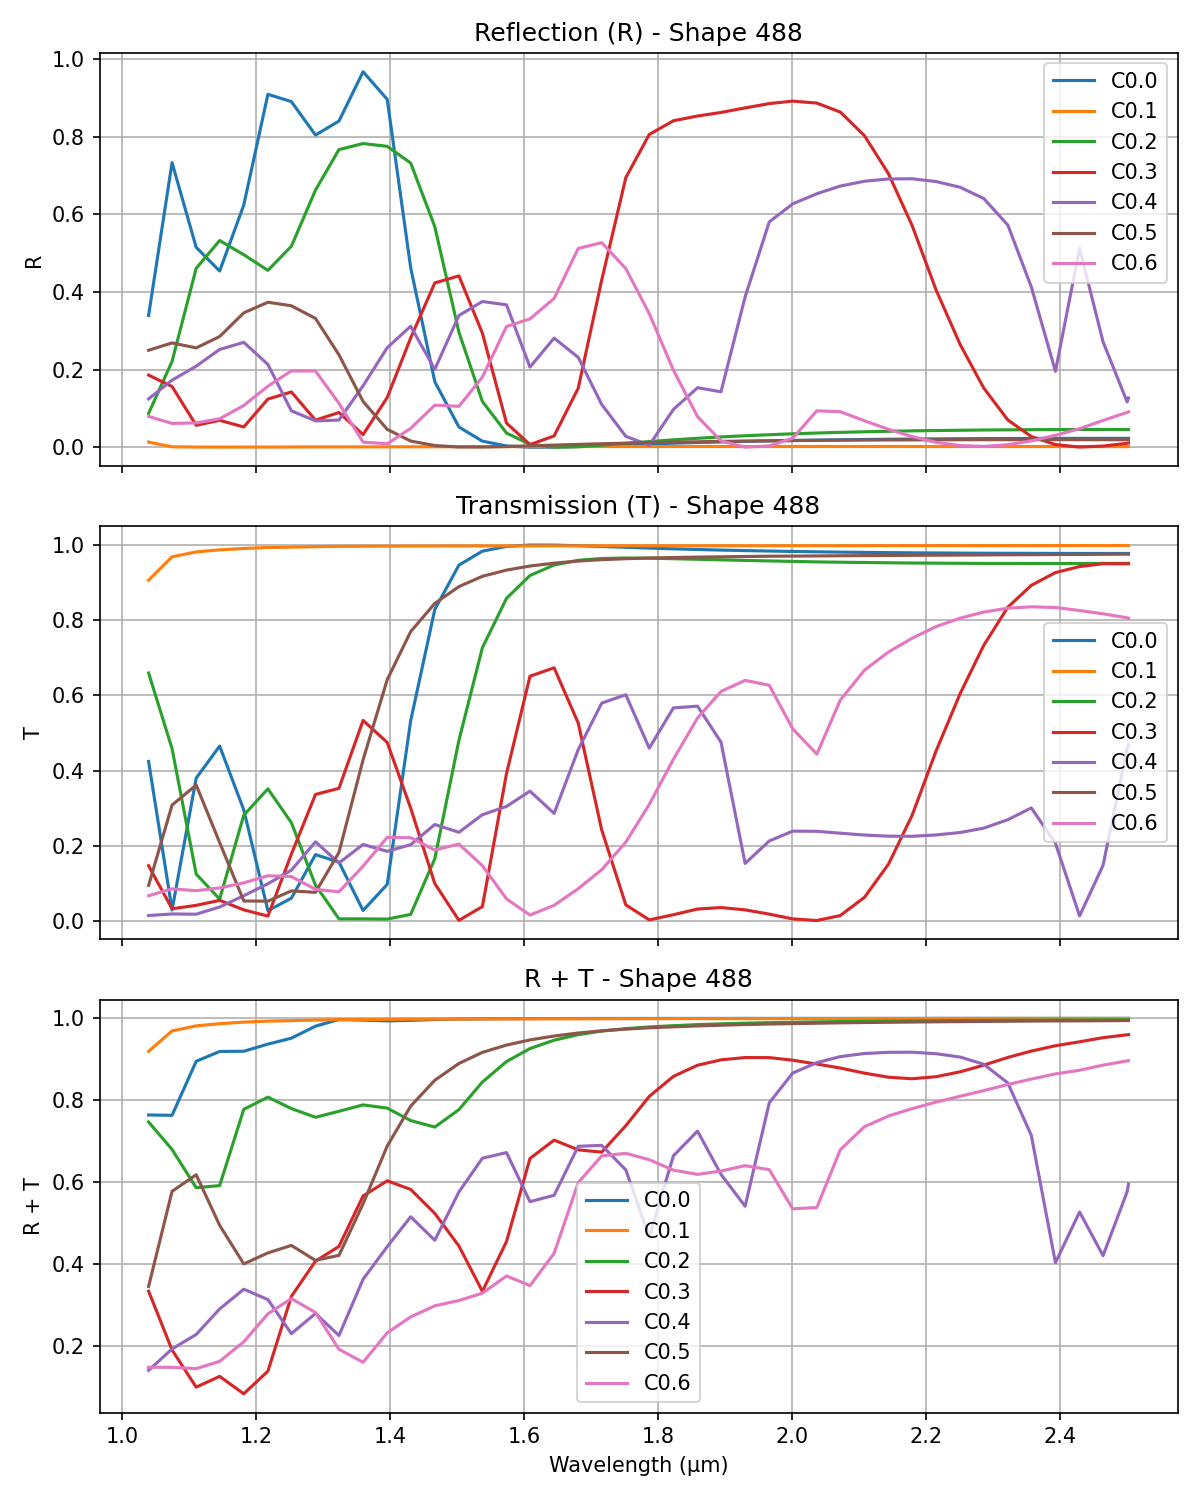 Reflection (R) - Shape 488
1.0
0.8
0.6
0.4
0.2
0.0
R
C0.0
C0.1
C0.2
C0.3
C0.4
C0.5
C0.6
Transmission (T) - Shape 488
1.0
0.8
0.6
0.4
0.2
0.0
T
C0.0
C0.1
C0.2
C0.3
C0.4
C0.5
C0.6
R + T - Shape 488
1.0
0.8
0.6
0.4
0.2
R + T
C0.0
C0.1
C0.2
C0.3
C0.4
C0.5
C0.6
1.0 1.2 1.4 1.6 1.8 2.0 2.2 2.4
Wavelength (μm)